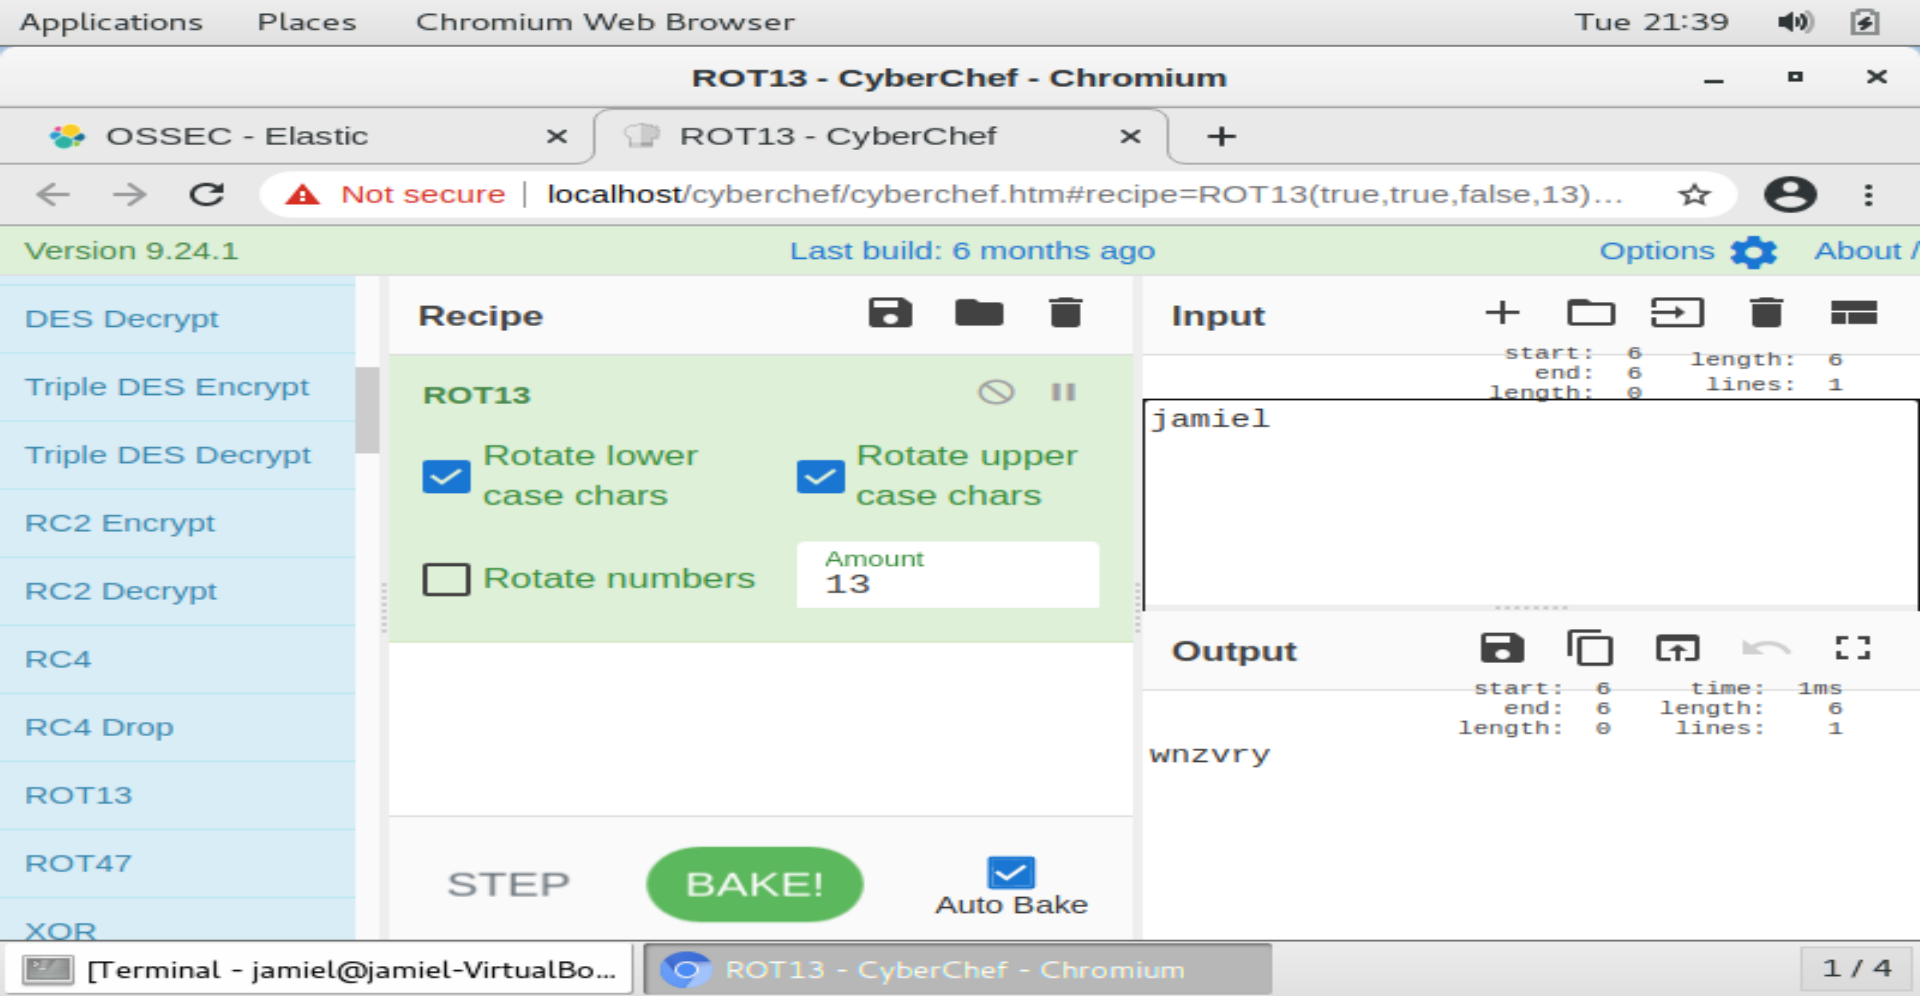 Applications Places Chromium Web Browser Tue 21:39
ROT13 - CyberChef - Chromium
OSSEC - Elastic ROT13 - CyberChef
Not secure | localhost/cyberchef/cyberchef.htm#recipe=ROT13(true,true,false,13)...
Version 9.24.1 Last build: 6 months ago Options About /
DES Decrypt
Triple DES Encrypt
Triple DES Decrypt
RC2 Encrypt
RC2 Decrypt
RC4
RC4 Drop
ROT13
ROT47
XOR
Recipe
ROT13
Rotate lower case chars
Rotate upper case chars
Rotate numbers
Amount
13
STEP
BAKE!
Auto Bake
Input
start: 6 length: 6
end: 6 lines: 1
length: 0
jamiel
Output
start: 6 time: 1ms
end: 6 length: 6
length: 0 lines: 1
wnzvry
[Terminal - jamiel@jamiel-VirtualBo... ROT13 - CyberChef - Chromium 1 / 4